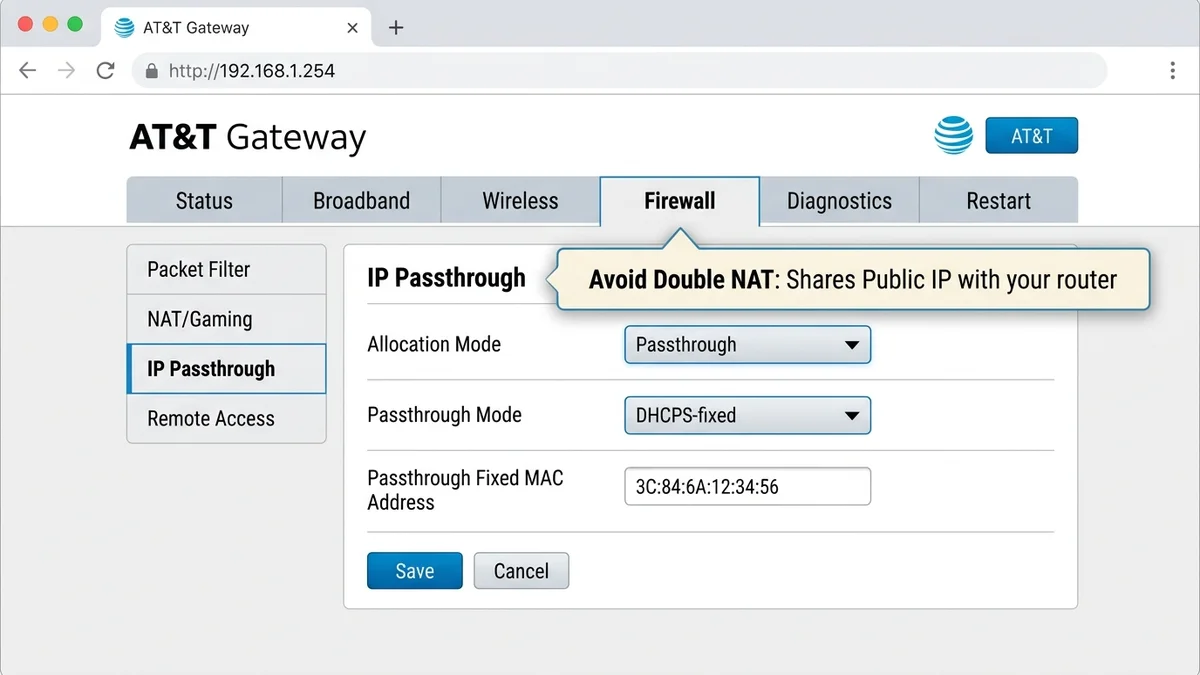 AT&T Gateway
http://192.168.1.254
AT&T Gateway
AT&T
Status
Broadband
Wireless
Firewall
Diagnostics
Restart
Packet Filter
NAT/Gaming
IP Passthrough
Remote Access
IP Passthrough
Avoid Double NAT: Shares Public IP with your router
Allocation Mode
Passthrough
Passthrough Mode
DHCPS-fixed
Passthrough Fixed MAC
Address
3C:84:6A:12:34:56
Save
Cancel